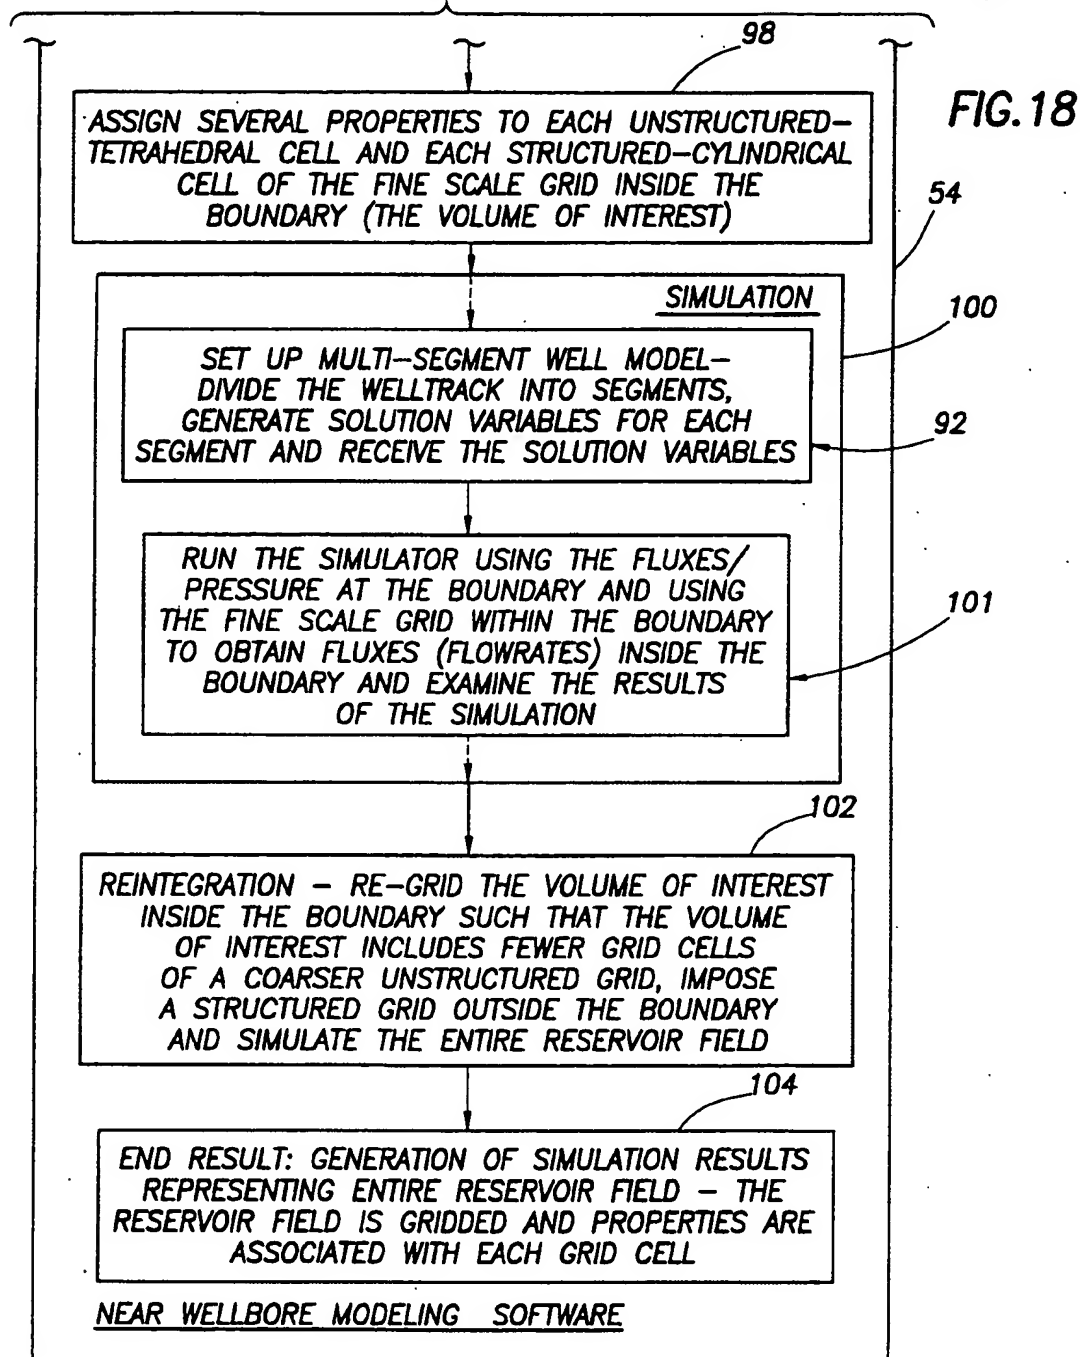 98
FIG.18
ASSIGN SEVERAL PROPERTIES TO EACH UNSTRUCTURED-
TETRAHEDRAL CELL AND EACH STRUCTURED-CYLINDRICAL
CELL OF THE FINE SCALE GRID INSIDE THE
BOUNDARY (THE VOLUME OF INTEREST)
54
SIMULATION
100
SET UP MULTI-SEGMENT WELL MODEL-
DIVIDE THE WELLTRACK INTO SEGMENTS,
GENERATE SOLUTION VARIABLES FOR EACH
SEGMENT AND RECEIVE THE SOLUTION VARIABLES
92
RUN THE SIMULATOR USING THE FLUXES/
PRESSURE AT THE BOUNDARY AND USING
THE FINE SCALE GRID WITHIN THE BOUNDARY
TO OBTAIN FLUXES (FLOWRATES) INSIDE THE
BOUNDARY AND EXAMINE THE RESULTS
OF THE SIMULATION
101
102
REINTEGRATION - RE-GRID THE VOLUME OF INTEREST
INSIDE THE BOUNDARY SUCH THAT THE VOLUME
OF INTEREST INCLUDES FEWER GRID CELLS
OF A COARSER UNSTRUCTURED GRID, IMPOSE
A STRUCTURED GRID OUTSIDE THE BOUNDARY
AND SIMULATE THE ENTIRE RESERVOIR FIELD
104
END RESULT: GENERATION OF SIMULATION RESULTS
REPRESENTING ENTIRE RESERVOIR FIELD - THE
RESERVOIR FIELD IS GRIDDED AND PROPERTIES ARE
ASSOCIATED WITH EACH GRID CELL
NEAR WELLBORE MODELING SOFTWARE